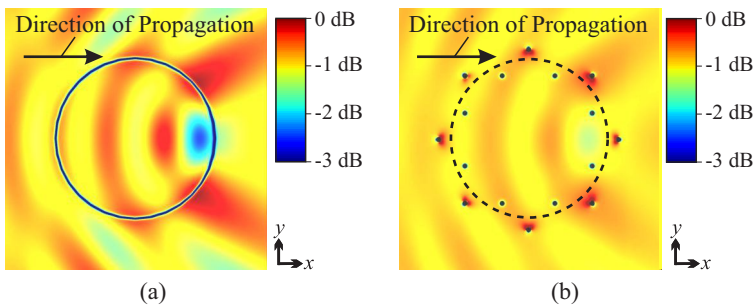 Direction of Propagation
0 dB
-1 dB
-2 dB
-3 dB
y
x
(a)
Direction of Propagation
0 dB
-1 dB
-2 dB
-3 dB
y
x
(b)